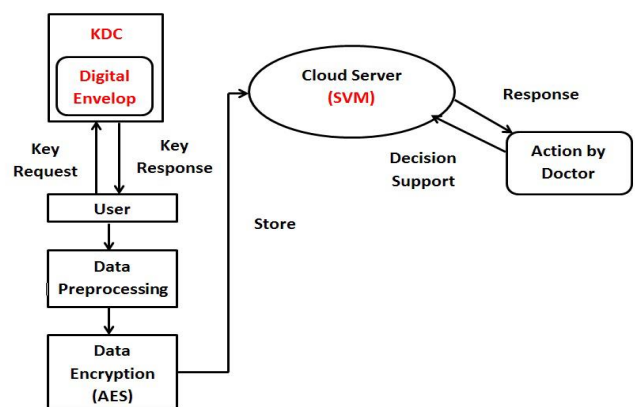 KDC
Digital
Envelop
Key
Request
Key
Response
User
Data
Preprocessing
Data
Encryption
(AES)
Store
Cloud Server
(SVM)
Response
Decision
Support
Action by
Doctor